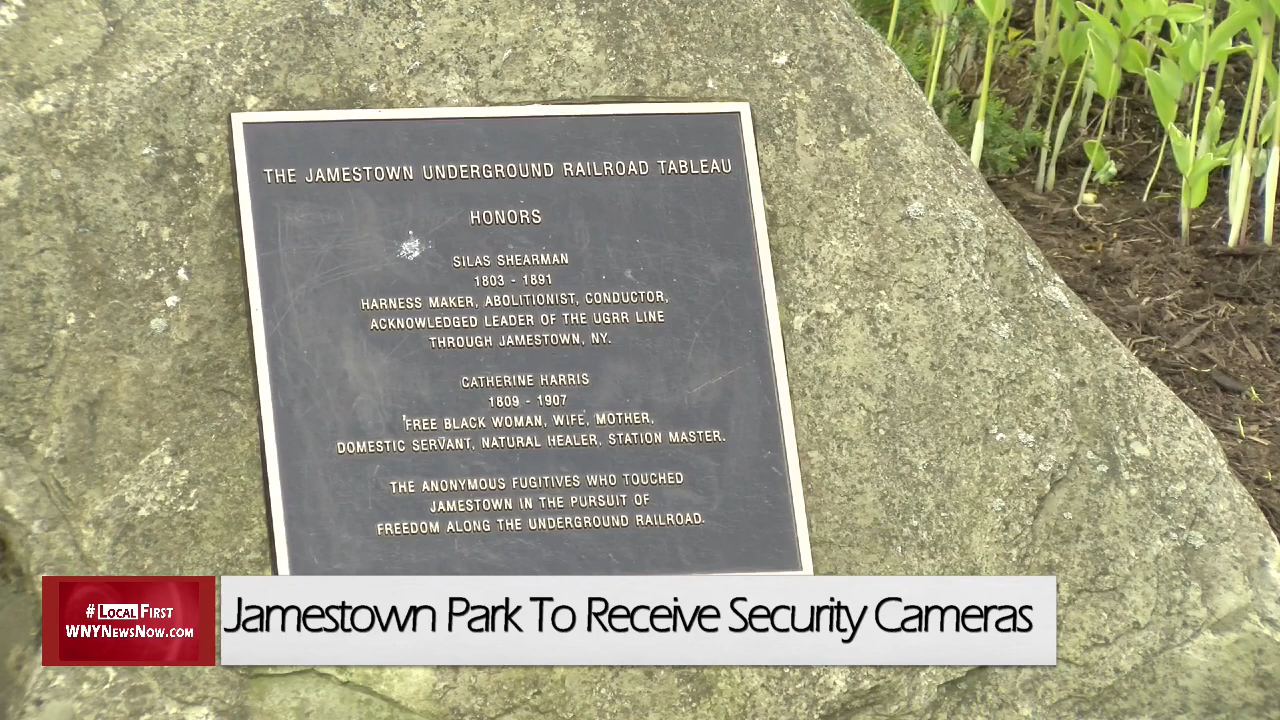 THE JAMESTOWN UNDERGROUND RAILROAD TABLEAU
HONORS
SILAS SHEARMAN
1803 - 1891
HARNESS MAKER, ABOLITIONIST, CONDUCTOR,
ACKNOWLEDGED LEADER OF THE UGRR LINE
THROUGH JAMESTOWN, NY.
CATHERINE HARRIS
1809 - 1907
FREE BLACK WOMAN, WIFE, MOTHER,
DOMESTIC SERVANT, NATURAL HEALER, STATION MASTER.
THE ANONYMOUS FUGITIVES WHO TOUCHED
JAMESTOWN IN THE PURSUIT OF
FREEDOM ALONG THE UNDERGROUND RAILROAD.
# LOCAL FIRST
WNYNEWSNOW.COM
Jamestown Park To Receive Security Cameras